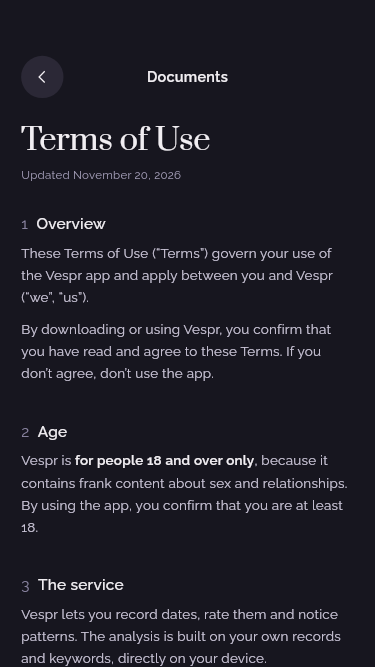 Documents
Terms of Use
Updated November 20, 2026
1 Overview
These Terms of Use ("Terms") govern your use of
the Vespr app and apply between you and Vespr
("we", "us").
By downloading or using Vespr, you confirm that
you have read and agree to these Terms. If you
don't agree, don't use the app.
2 Age
Vespr is for people 18 and over only, because it
contains frank content about sex and relationships.
By using the app, you confirm that you are at least
18.
3 The service
Vespr lets you record dates, rate them and notice
patterns. The analysis is built on your own records
and keywords, directly on your device.